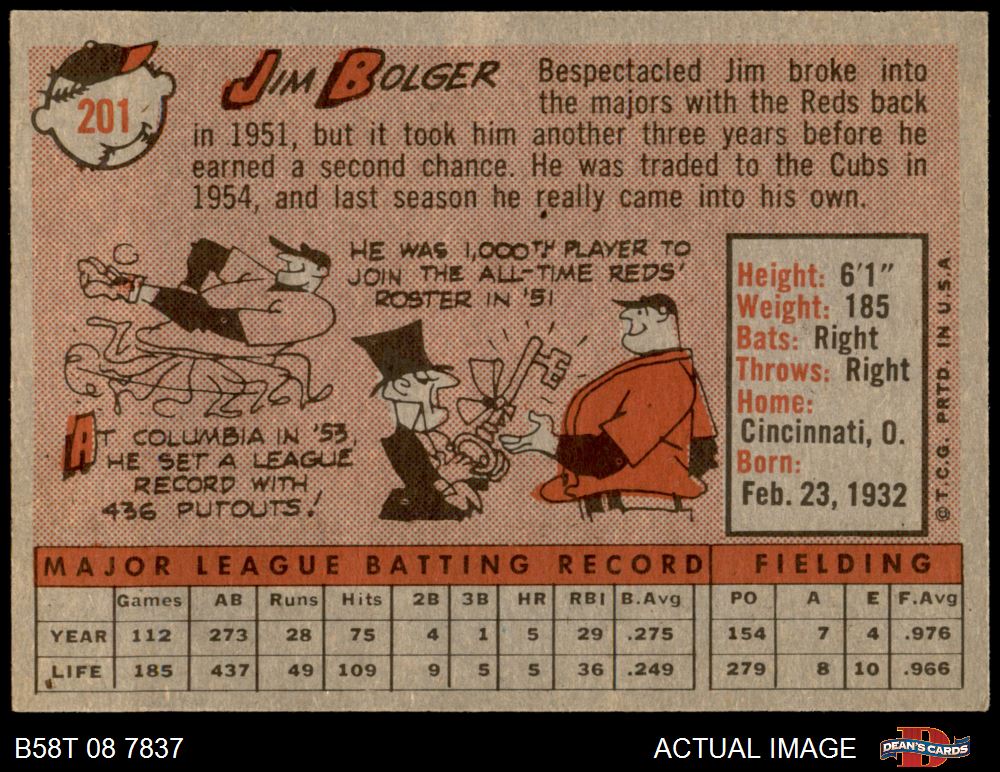 201
JIM BOLGER
Bespectacled Jim broke into
the majors with the Reds back
in 1951, but it took him another three years before he
earned a second chance. He was traded to the Cubs in
1954, and last season he really came into his own.
HE WAS 1,000TH PLAYER TO
JOIN THE ALL-TIME REDS'
ROSTER IN '51
AT COLUMBIA IN '53,
HE SET A LEAGUE
RECORD WITH
436 PUTOUTS!
Height: 6'1"
Weight: 185
Bats: Right
Throws: Right
Home:
Cincinnati, O.
Born:
Feb. 23, 1932
© T.C.G. PRTD. IN U.S.A.
MAJOR LEAGUE BATTING RECORD FIELDING
Games AB Runs Hits 2B 3B HR RBI B.Avg PO A E F.Avg
YEAR 112 273 28 75 4 1 5 29 .275 154 7 4 .976
LIFE 185 437 49 109 9 5 5 36 .249 279 8 10 .966
B58T 08 7837
ACTUAL IMAGE
D
DEAN'S CARDS